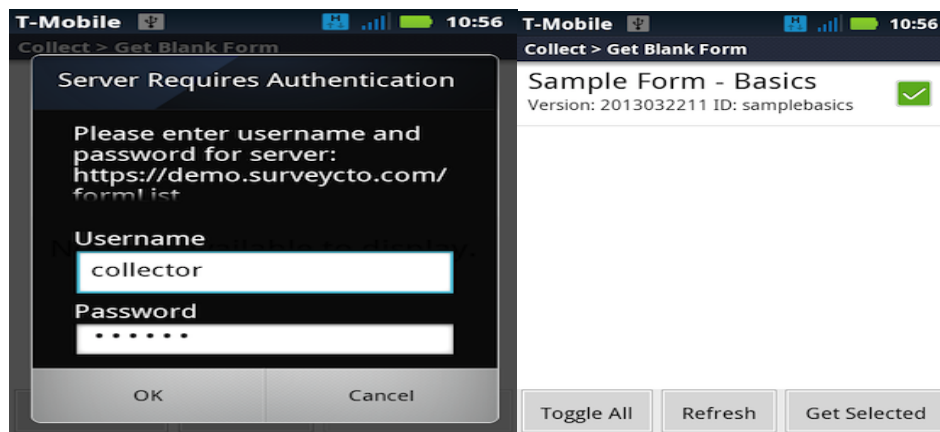 T-Mobile 10:56
Collect > Get Blank Form
Server Requires Authentication
Please enter username and
password for server:
https://demo.surveycto.com/
formList
Username
collector
Password
OK Cancel
T-Mobile 10:56
Collect > Get Blank Form
Sample Form - Basics
Version: 2013032211 ID: samplebasics
Toggle All Refresh Get Selected